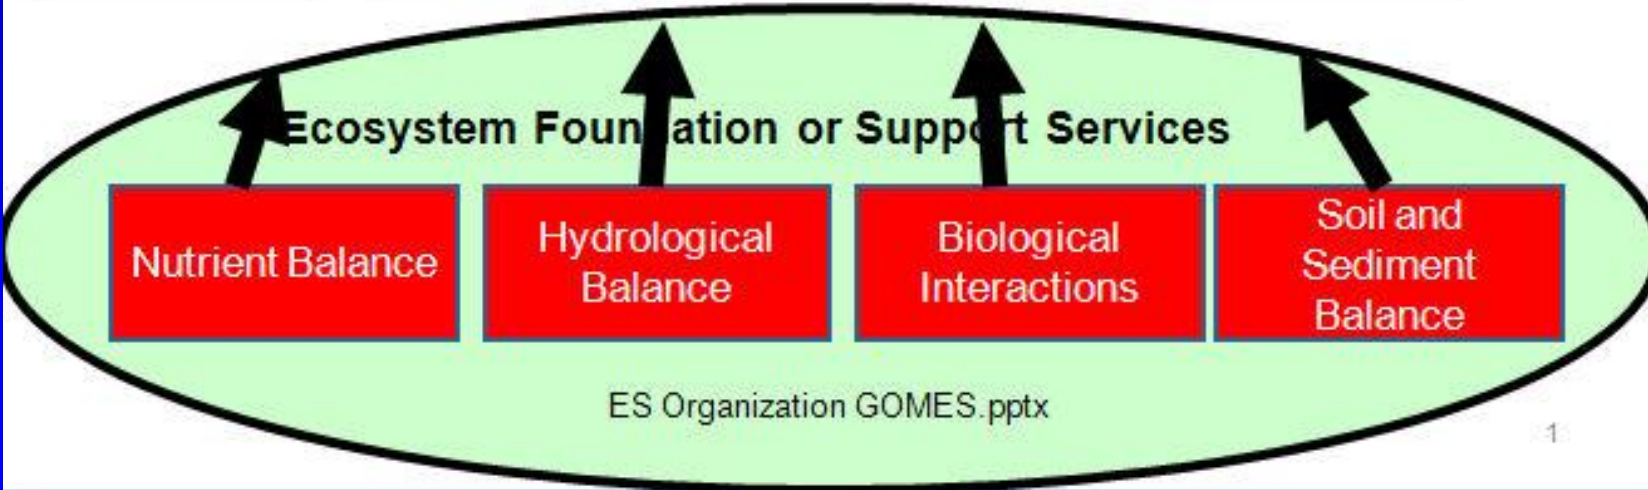 Ecosystem Foundation or Support Services
Nutrient Balance
Hydrological
Balance
Biological
Interactions
Soil and
Sediment
Balance
ES Organization GOMES.pptx
1